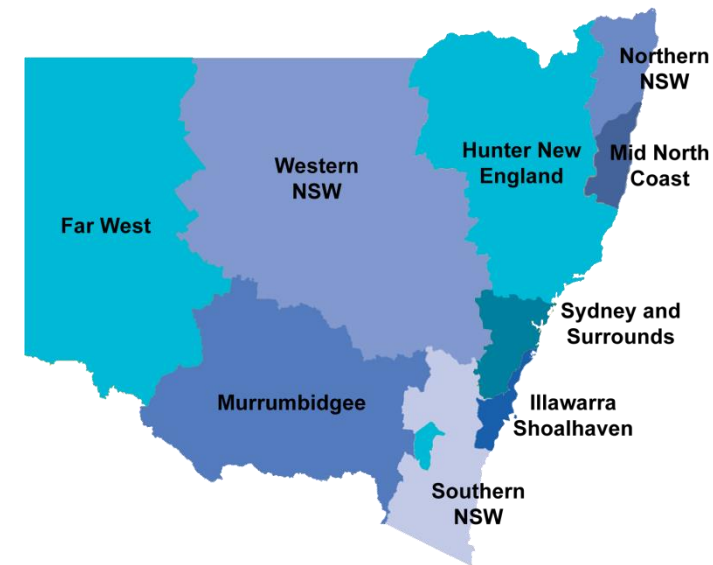 Northern
NSW
Hunter New
England
Mid North
Coast
Western
NSW
Far West
Sydney and
Surrounds
Murrumbidgee
Illawarra
Shoalhaven
Southern
NSW